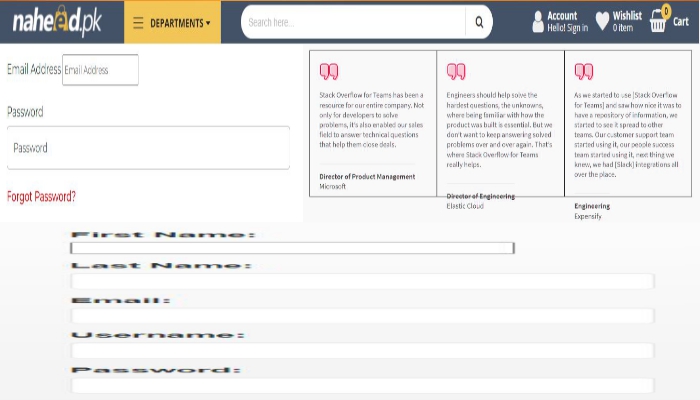 naheed.pk
DEPARTMENTS
Search here...
Account
Hello! Sign in
Wishlist
0 item
0
Cart
Email Address
Email Address
Password
Password
Forgot Password?
Stack Overflow for Teams has been a
resource for our entire company. Not
only for developers to solve
problems, it's also enabled our sales
field to answer technical questions
that help them close deals.
Director of Product Management
Microsoft
Engineers should help solve the
hardest questions, the unknowns,
where being familiar with how the
product was built is essential. But we
don't want to keep answering solved
problems over and over again. That's
where Stack Overflow for Teams
really helps.
Director of Engineering
Elastic Cloud
As we started to use [Stack Overflow
for Teams] and saw how nice it was to
have a repository of information, we
started to see it spread to other
teams. Our customer support team
started using it, our people success
team started using it, next thing we
knew, we had [Slack] integrations all
over the place.
Engineering
Expensify
First Name:
Last Name:
Email:
Username:
Password: